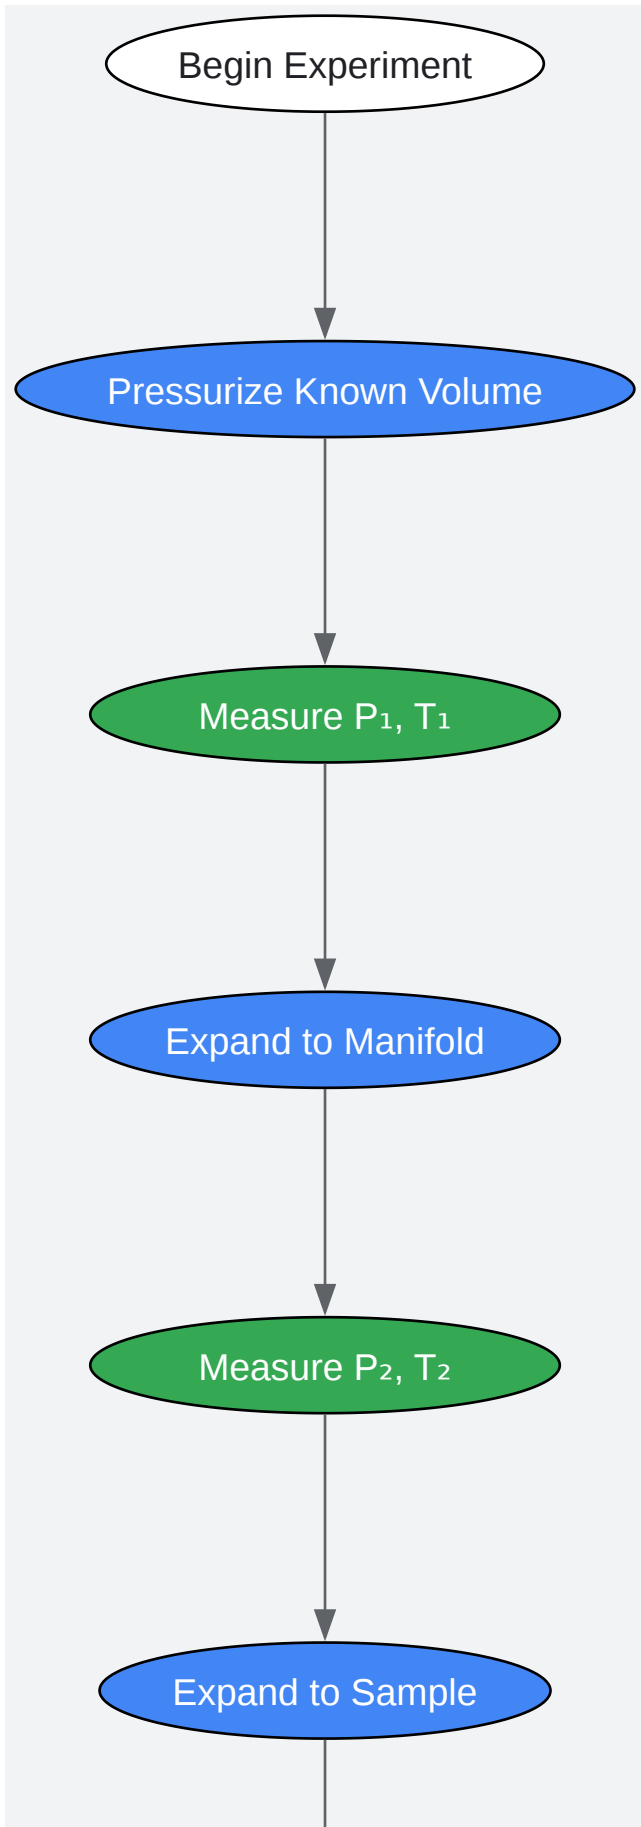 Begin Experiment
Pressurize Known Volume
Measure P₁, T₁
Expand to Manifold
Measure P₂, T₂
Expand to Sample